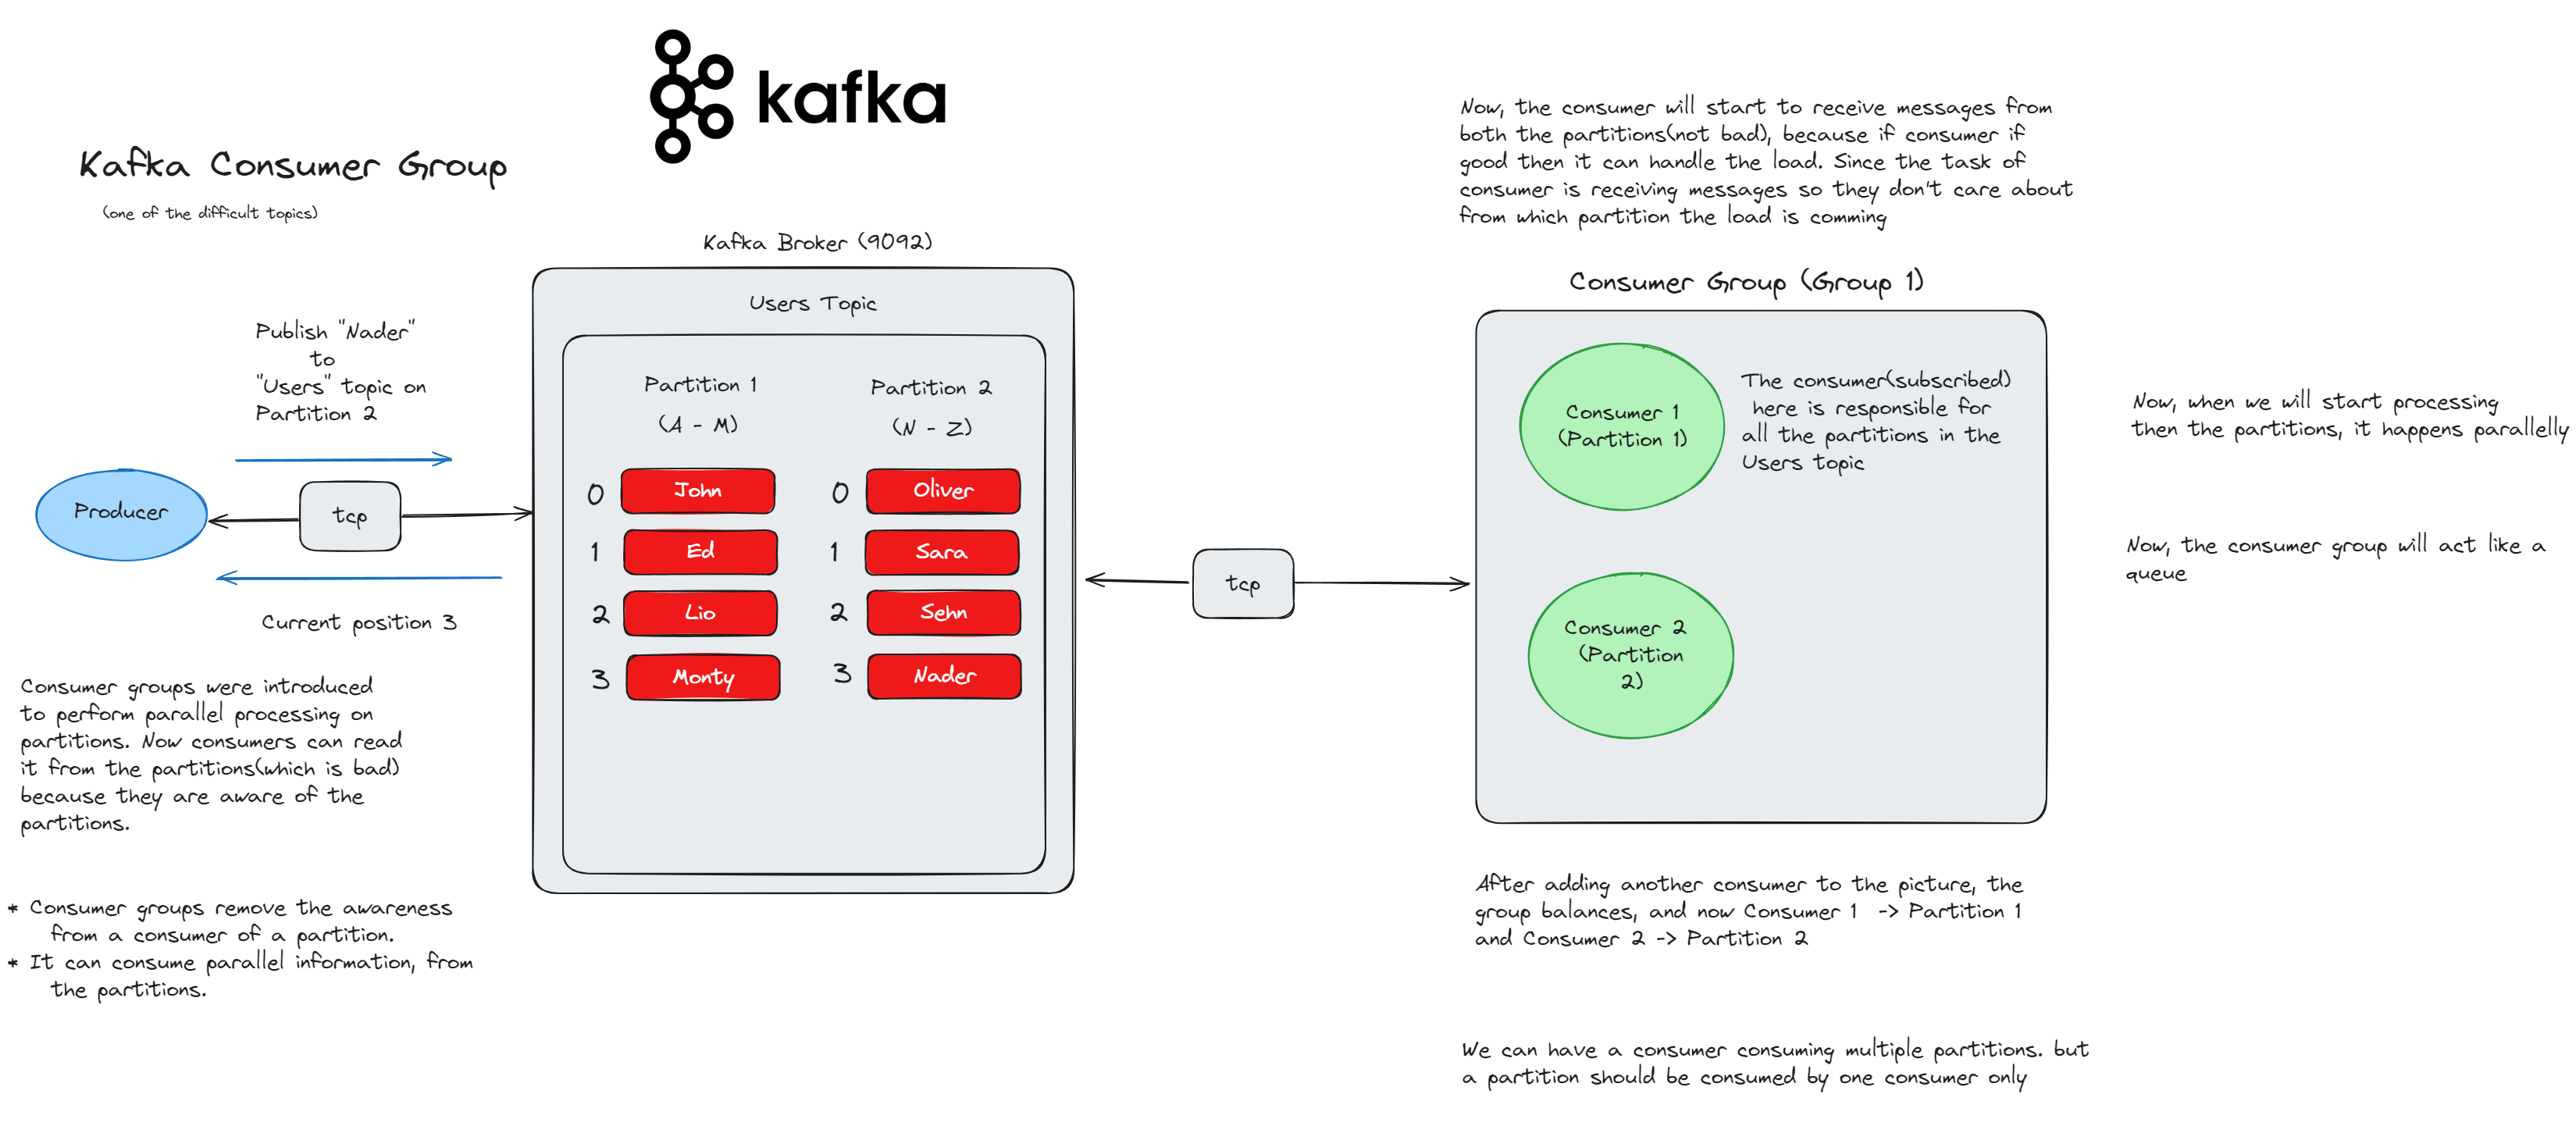 kafka
Kafka Consumer Group
(one of the difficult topics)
Publish "Nader"
to
"Users" topic on
Partition 2
Producer
tcp
Current position 3
Consumer groups were introduced
to perform parallel processing on
partitions. Now consumers can read
it from the partitions(which is bad)
because they are aware of the
partitions.
* Consumer groups remove the awareness
from a consumer of a partition.
* It can consume parallel information, from
the partitions.
Kafka Broker (9092)
Users Topic
Partition 1
(A - M)
0 John
1 Ed
2 Lio
3 Monty
Partition 2
(N - Z)
0 Oliver
1 Sara
2 Sehn
3 Nader
tcp
Now, the consumer will start to receive messages from
both the partitions(not bad), because if consumer if
good then it can handle the load. Since the task of
consumer is receiving messages so they don't care about
from which partition the load is comming
Consumer Group (Group 1)
Consumer 1
(Partition 1)
The consumer(subscribed)
here is responsible for
all the partitions in the
Users topic
Consumer 2
(Partition
2)
After adding another consumer to the picture, the
group balances, and now Consumer 1 -> Partition 1
and Consumer 2 -> Partition 2
We can have a consumer consuming multiple partitions. but
a partition should be consumed by one consumer only
Now, when we will start processing
then the partitions, it happens parallelly
Now, the consumer group will act like a
queue